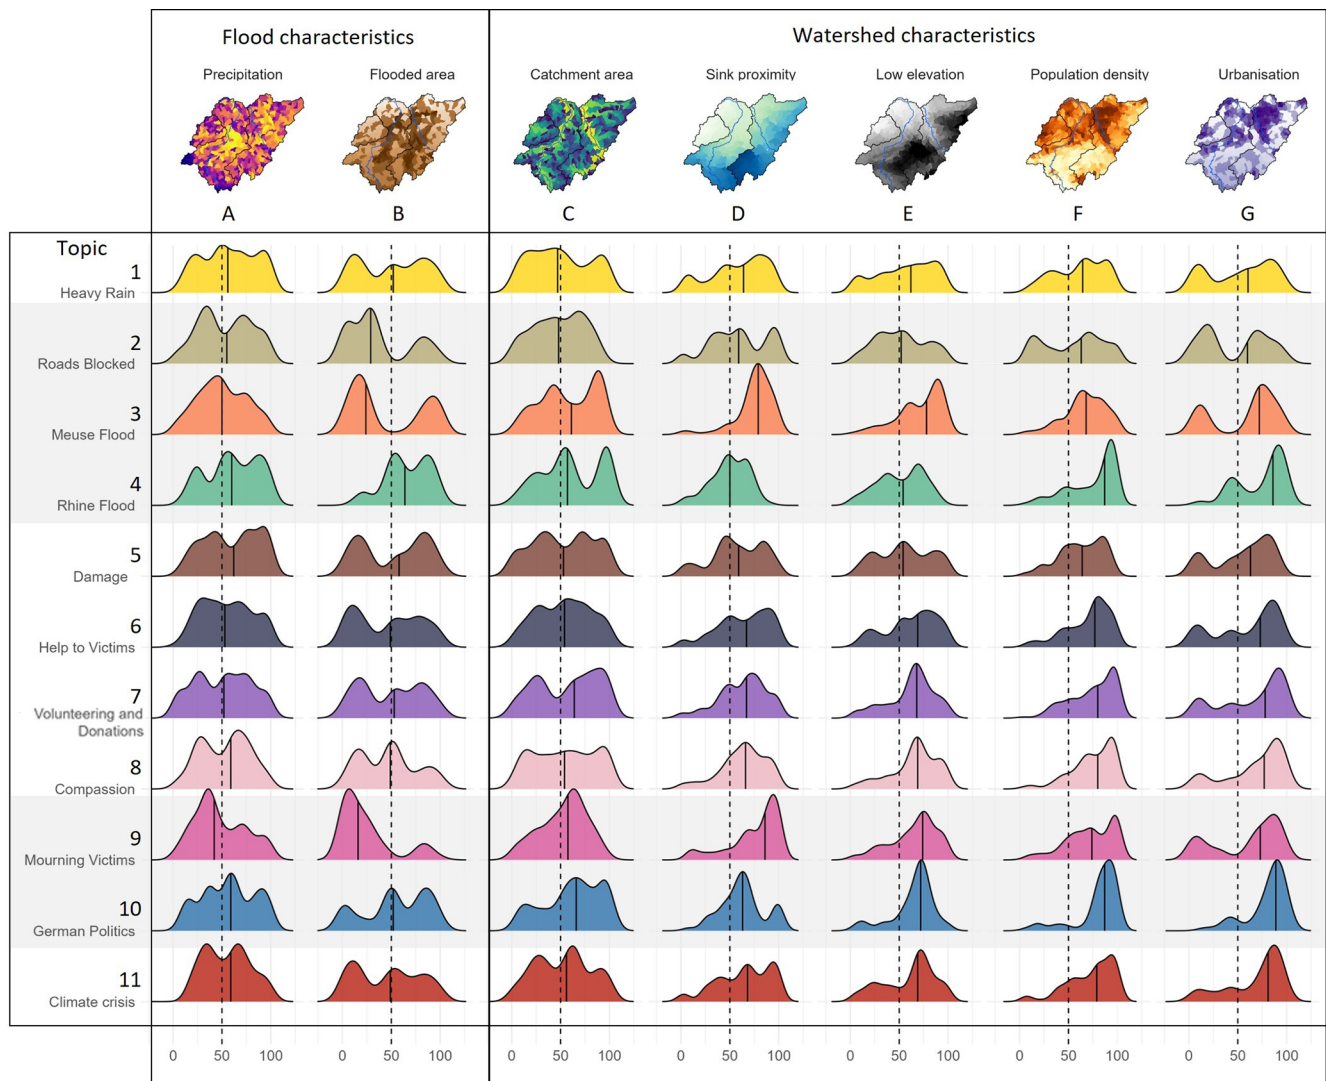 Flood characteristics
Watershed characteristics
Precipitation
Flooded area
Catchment area
Sink proximity
Low elevation
Population density
Urbanisation
A
B
C
D
E
F
G
Topic
1
Heavy Rain
2
Roads Blocked
3
Meuse Flood
4
Rhine Flood
5
Damage
6
Help to Victims
7
Volunteering and
Donations
8
Compassion
9
Mourning Victims
10
German Politics
11
Climate crisis
0 50 100 0 50 100 0 50 100 0 50 100 0 50 100 0 50 100 0 50 100